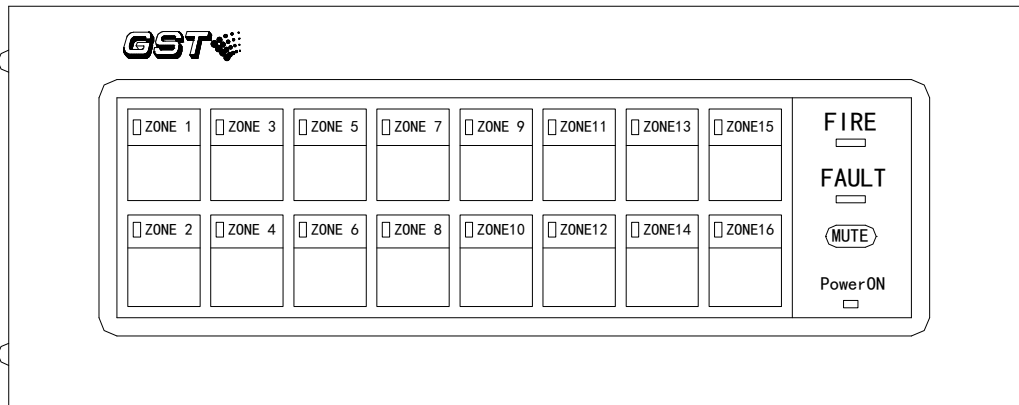 GST
ZONE 1 ZONE 3 ZONE 5 ZONE 7 ZONE 9 ZONE11 ZONE13 ZONE15
ZONE 2 ZONE 4 ZONE 6 ZONE 8 ZONE10 ZONE12 ZONE14 ZONE16
FIRE
FAULT
MUTE
PowerON